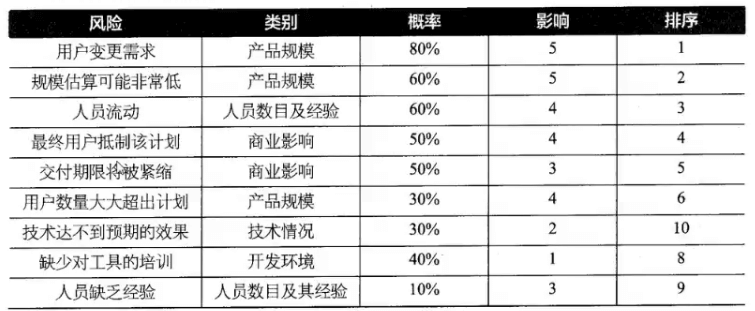 风险 类别 概率 影响 排序
用户变更需求 产品规模 80% 5 1
规模估算可能非常低 产品规模 60% 5 2
人员流动 人员数目及经验 60% 4 3
最终用户抵制该计划 商业影响 50% 4 4
交付期限将被紧缩 商业影响 50% 3 5
用户数量大大超出计划 产品规模 30% 4 6
技术达不到预期的效果 技术情况 30% 2 10
缺少对工具的培训 开发环境 40% 1 8
人员缺乏经验 人员数目及其经验 10% 3 9